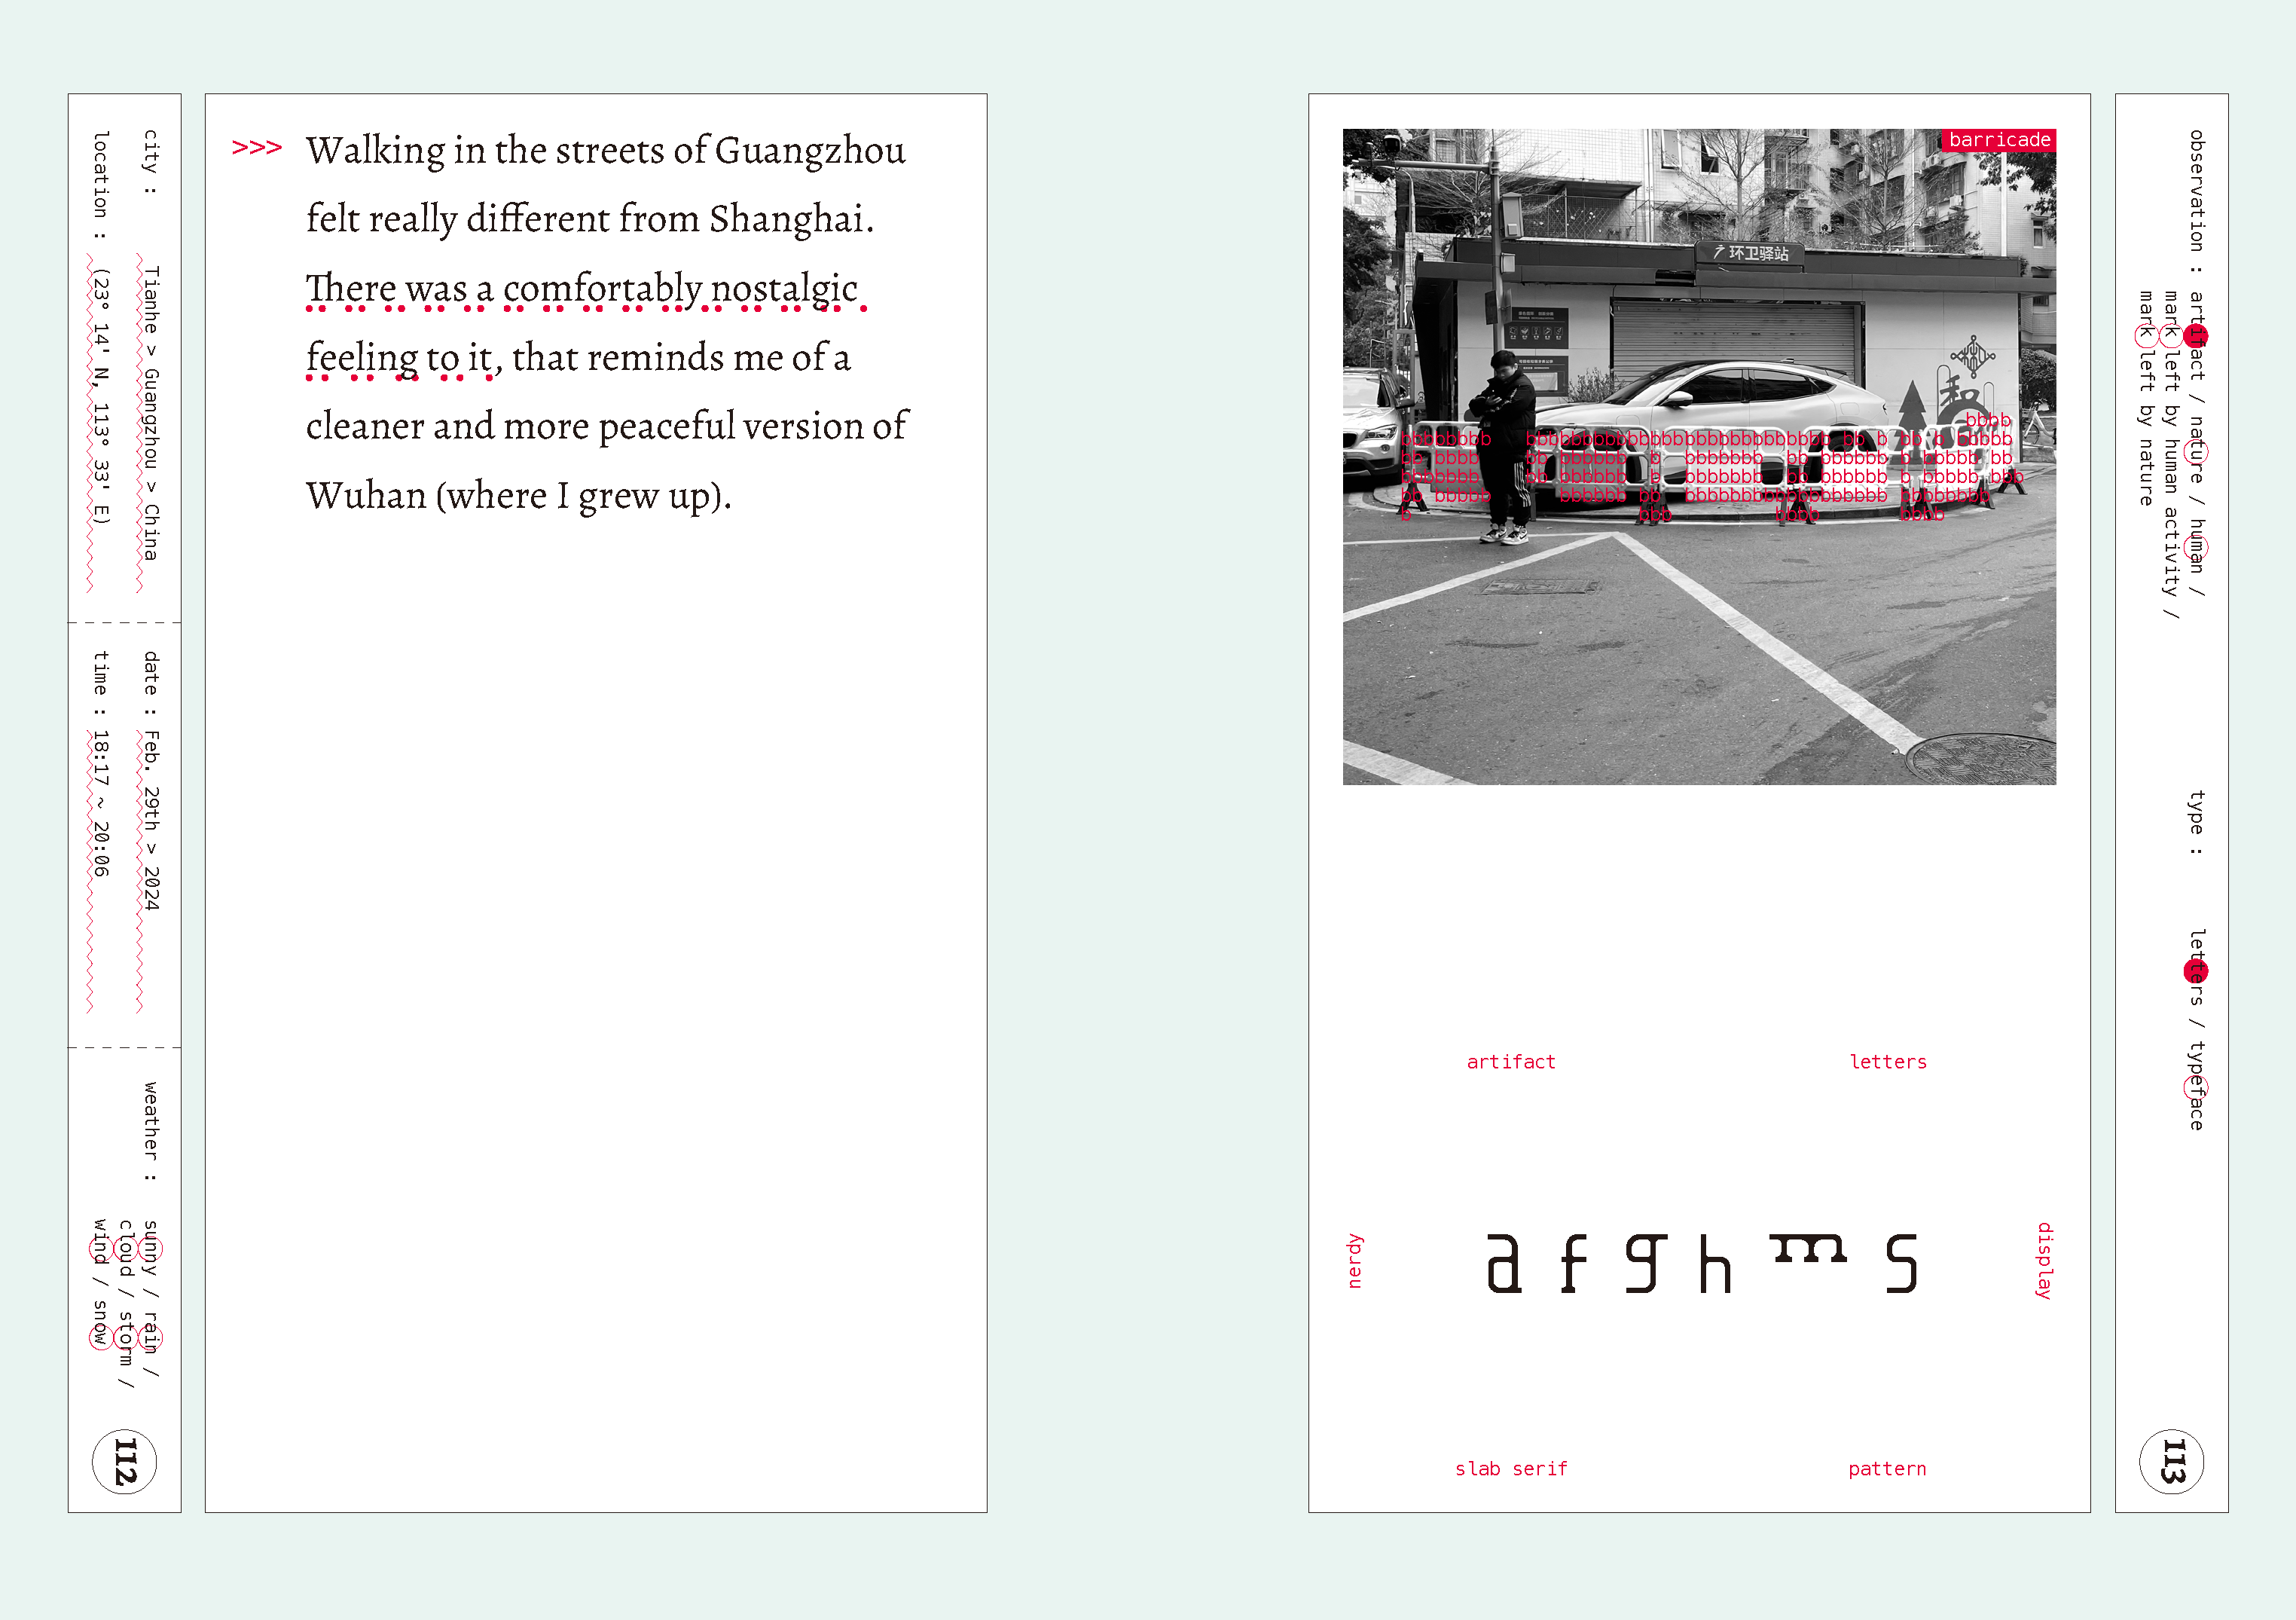 city : Tianhe > Guangzhou > China
location : (23° 14' N, 113° 33' E)
date : Feb. 29th > 2024
time : 18:17 ~ 20:06
weather : sunny / rain /
cloud / storm /
wind / snow
112
>>> Walking in the streets of Guangzhou
felt really different from Shanghai.
There was a comfortably nostalgic
feeling to it, that reminds me of a
cleaner and more peaceful version of
Wuhan (where I grew up).
barricade
环卫驿站
和
bbbb
bbbbbbbb bbbbbbbbbbbbbbbbbbbbbbbbbbb bb b bb b bbbbb
bb bbbb bb bbbbbb b bbbbbbb bb bbbbbb b bbbbb bb
bbbbbbb bb bbbbbb b bbbbbbb bb bbbbbb b bbbbb bbb
bb bbbbb bbbbbb bb bbbbbbbbbbbbbbbbbb bbbbbbbb
b bbb bbbb bbbb
artifact letters
nerdy
a f g h m s
display
slab serif pattern
observation : artifact / nature / human /
mark left by human activity /
mark left by nature
type : letters / typeface
113